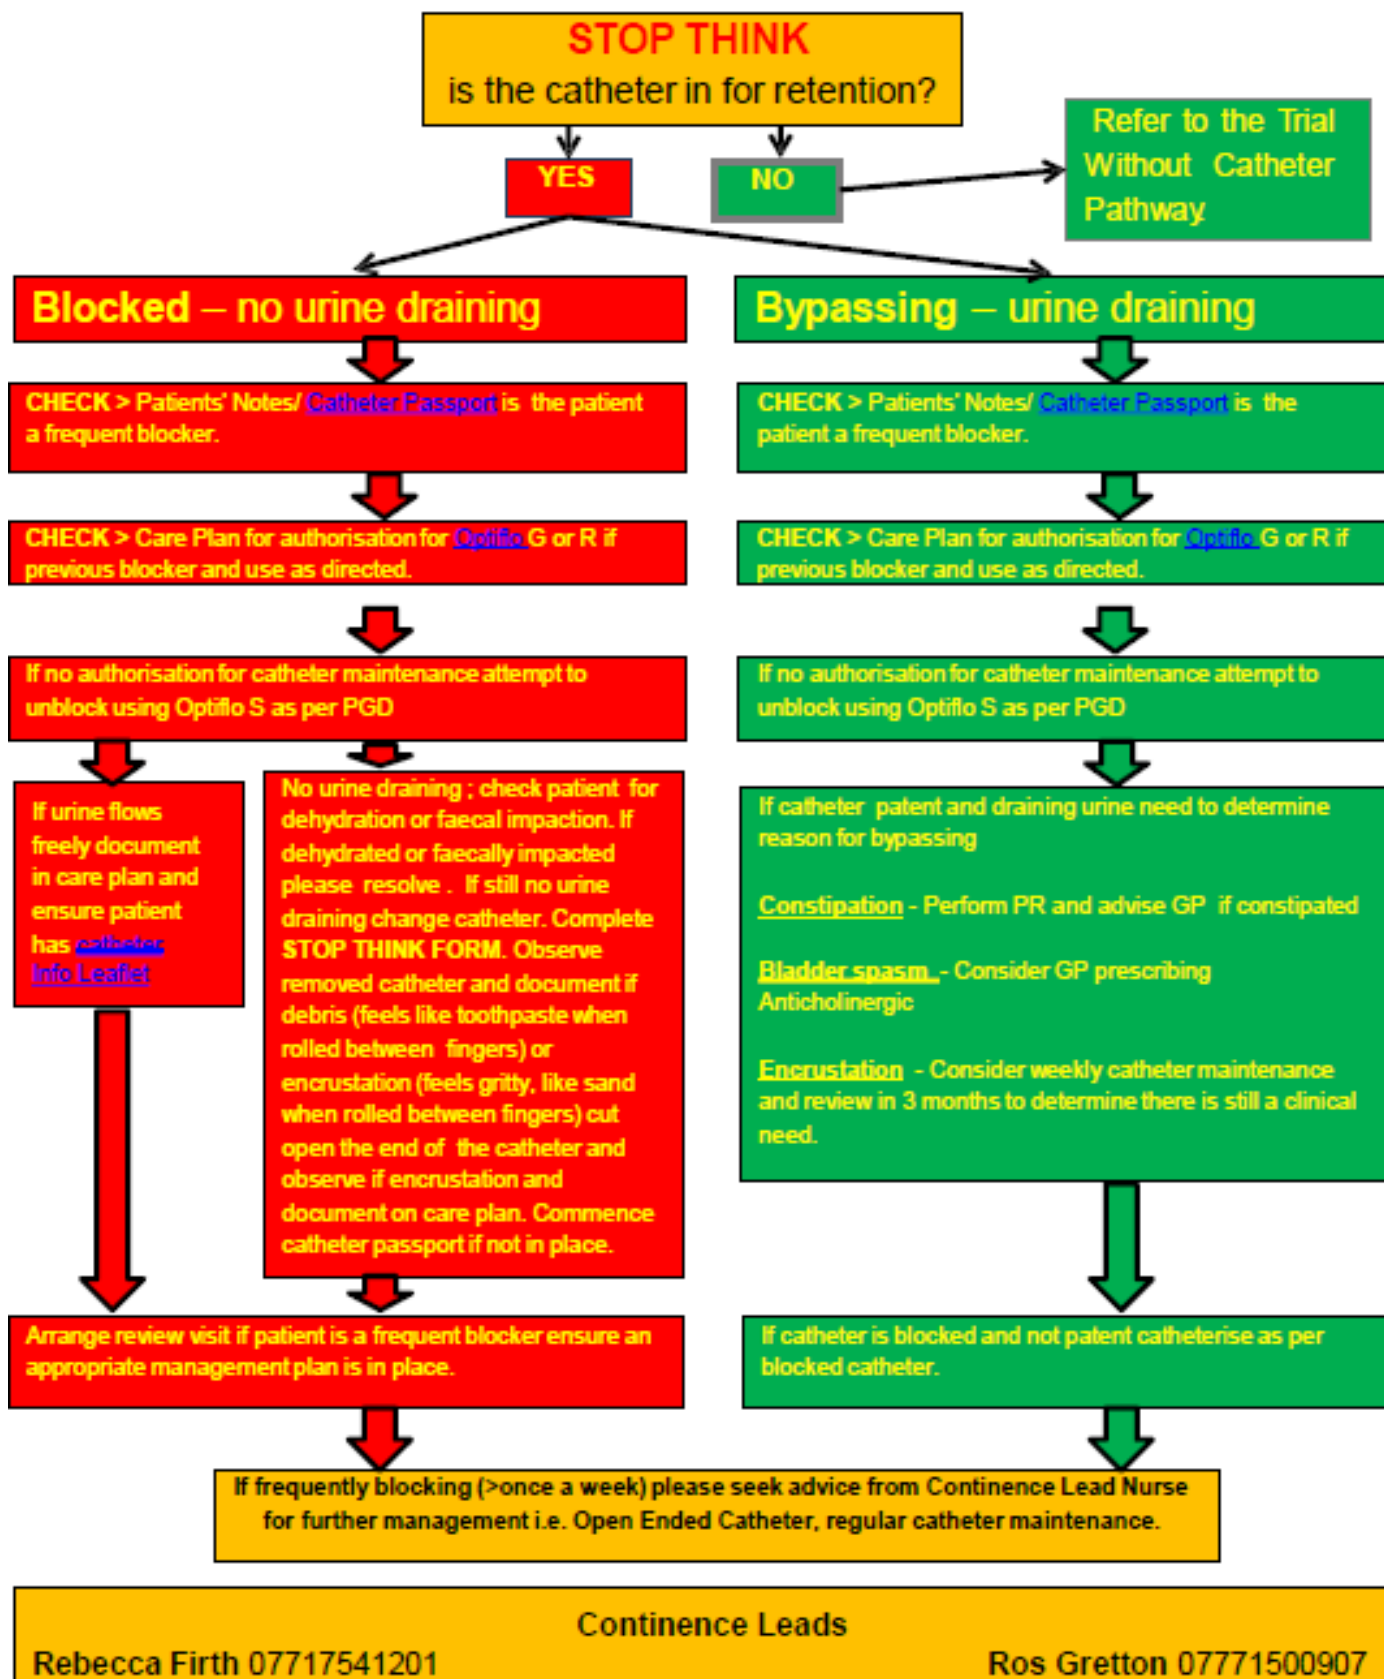 STOP THINK
is the catheter in for retention?
YES
NO
Refer to the Trial
Without Catheter
Pathway.
Blocked – no urine draining
CHECK > Patients' Notes/ Catheter Passport is the patient
a frequent blocker.
CHECK > Care Plan for authorisation for Optiflo G or R if
previous blocker and use as directed.
If no authorisation for catheter maintenance attempt to
unblock using Optiflo S as per PGD
If urine flows
freely document
in care plan and
ensure patient
has catheter
Info Leaflet
No urine draining ; check patient for
dehydration or faecal impaction. If
dehydrated or faecally impacted
please resolve . If still no urine
draining change catheter. Complete
STOP THINK FORM. Observe
removed catheter and document if
debris (feels like toothpaste when
rolled between fingers) or
encrustation (feels gritty, like sand
when rolled between fingers) cut
open the end of the catheter and
observe if encrustation and
document on care plan. Commence
catheter passport if not in place.
Arrange review visit if patient is a frequent blocker ensure an
appropriate management plan is in place.
Bypassing – urine draining
CHECK > Patients' Notes/ Catheter Passport is the
patient a frequent blocker.
CHECK > Care Plan for authorisation for Optiflo G or R if
previous blocker and use as directed.
If no authorisation for catheter maintenance attempt to
unblock using Optiflo S as per PGD
If catheter patent and draining urine need to determine
reason for bypassing
Constipation - Perform PR and advise GP if constipated
Bladder spasm - Consider GP prescribing
Anticholinergic
Encrustation - Consider weekly catheter maintenance
and review in 3 months to determine there is still a clinical
need.
If catheter is blocked and not patent catheterise as per
blocked catheter.
If frequently blocking (>once a week) please seek advice from Continence Lead Nurse
for further management i.e. Open Ended Catheter, regular catheter maintenance.
Continence Leads
Rebecca Firth 07717541201 Ros Gretton 07771500907